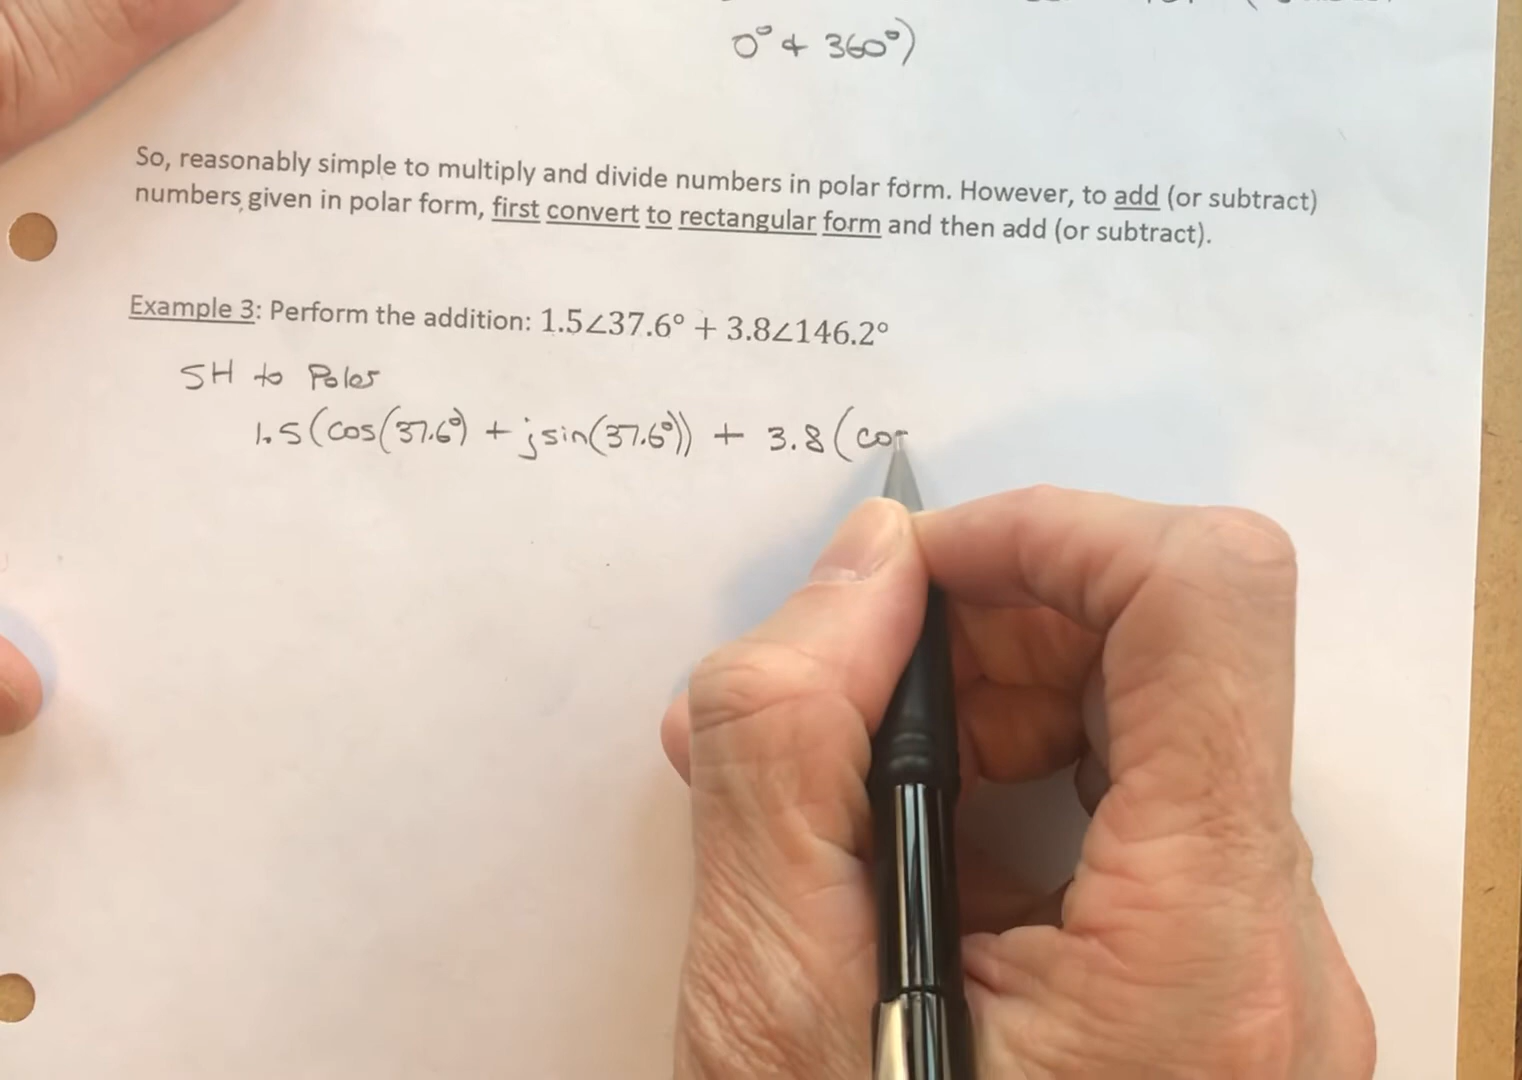 0° & 360°)
So, reasonably simple to multiply and divide numbers in polar form. However, to add (or subtract)
numbers given in polar form, first convert to rectangular form and then add (or subtract).
Example 3: Perform the addition: 1.5∠37.6° + 3.8∠146.2°
SH to Polar
1.5(cos(37.6°) + jsin(37.6°)) + 3.8(co